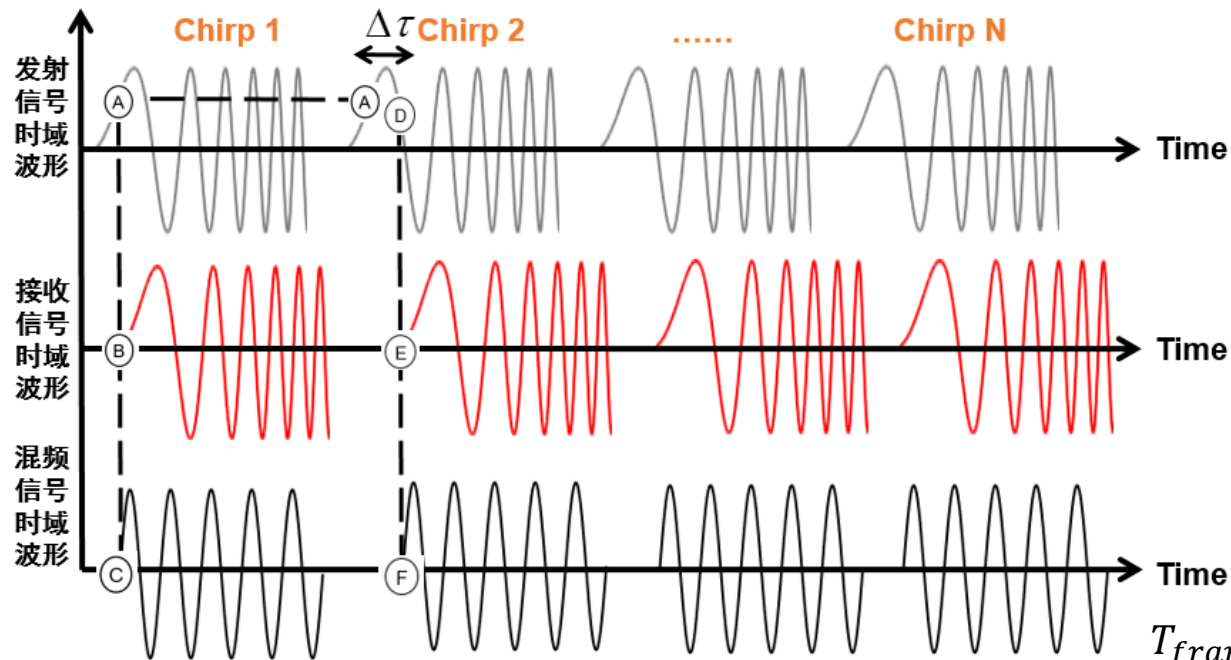 Chirp 1
Δτ
Chirp 2
......
Chirp N
发射
信号
时域
波形
A
A
D
Time
接收
信号
时域
波形
B
E
Time
混频
信号
时域
波形
C
F
Time